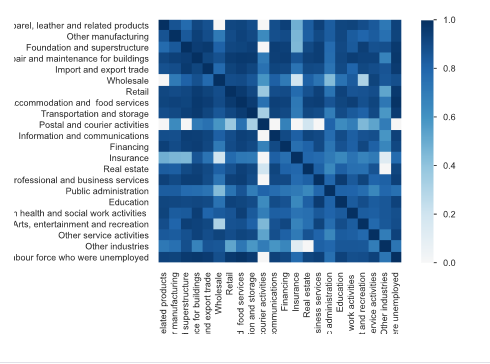 parel, leather and related products
Other manufacturing
Foundation and superstructure
air and maintenance for buildings
Import and export trade
Wholesale
Retail
ccommodation and food services
Transportation and storage
Postal and courier activities
Information and communications
Financing
Insurance
Real estate
rofessional and business services
Public administration
Education
n health and social work activities
Arts, entertainment and recreation
Other service activities
Other industries
bour force who were unemployed
elated products
r manufacturing
l superstructure
ce for buildings
nd export trade
Wholesale
Retail
d food services
ion and storage
ourier activities
ommunications
Financing
Insurance
Real estate
siness services
c administration
Education
work activities
t and recreation
ervice activities
Other industries
ere unemployed
1.0
0.8
0.6
0.4
0.2
0.0